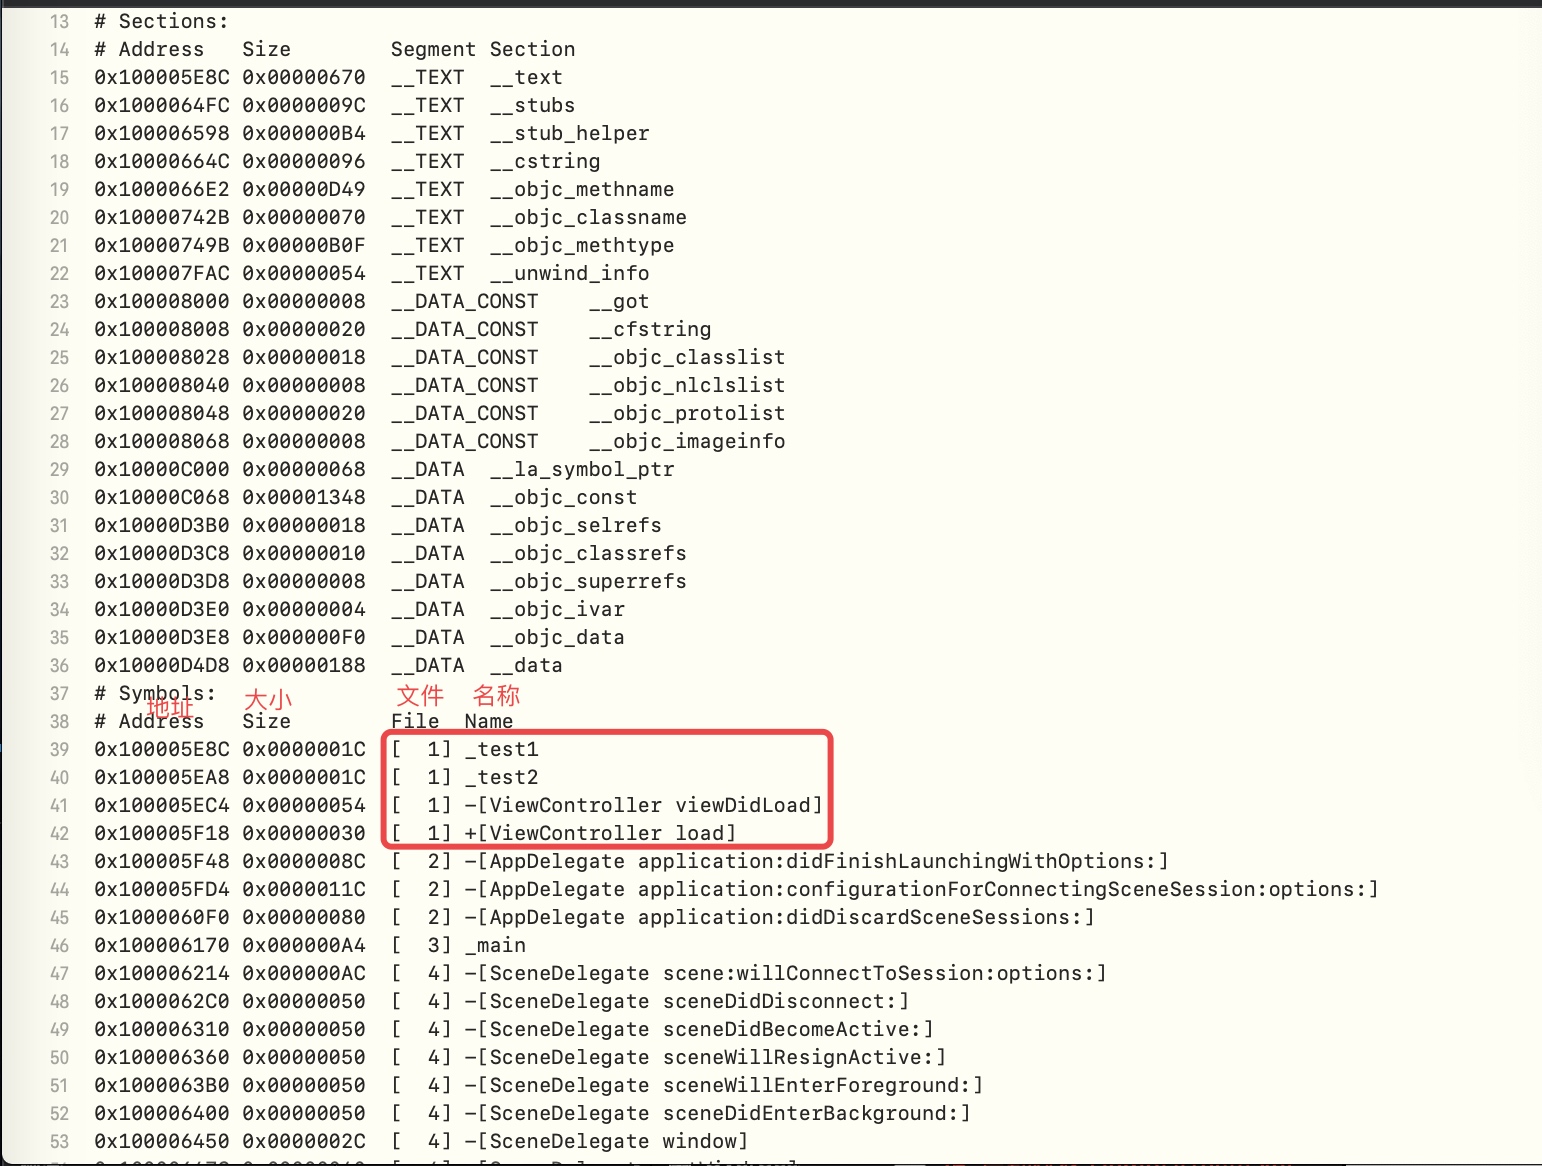 13 # Sections:
14 # Address Size Segment Section
15 0x100005E8C 0x00000670 __TEXT __text
16 0x1000064FC 0x0000009C __TEXT __stubs
17 0x100006598 0x000000B4 __TEXT __stub_helper
18 0x10000664C 0x00000096 __TEXT __cstring
19 0x1000066E2 0x00000D49 __TEXT __objc_methname
20 0x10000742B 0x00000070 __TEXT __objc_classname
21 0x10000749B 0x00000B0F __TEXT __objc_methtype
22 0x100007FAC 0x00000054 __TEXT __unwind_info
23 0x100008000 0x00000008 __DATA_CONST __got
24 0x100008008 0x00000020 __DATA_CONST __cfstring
25 0x100008028 0x00000018 __DATA_CONST __objc_classlist
26 0x100008040 0x00000008 __DATA_CONST __objc_nlclslist
27 0x100008048 0x00000020 __DATA_CONST __objc_protolist
28 0x100008068 0x00000008 __DATA_CONST __objc_imageinfo
29 0x10000C000 0x00000068 __DATA __la_symbol_ptr
30 0x10000C068 0x00001348 __DATA __objc_const
31 0x10000D3B0 0x00000018 __DATA __objc_selrefs
32 0x10000D3C8 0x00000010 __DATA __objc_classrefs
33 0x10000D3D8 0x00000008 __DATA __objc_superrefs
34 0x10000D3E0 0x00000004 __DATA __objc_ivar
35 0x10000D3E8 0x000000F0 __DATA __objc_data
36 0x10000D4D8 0x00000188 __DATA __data
37 # Symbols:
地址 大小 文件 名称
38 # Address Size File Name
39 0x100005E8C 0x0000001C [ 1] _test1
40 0x100005EA8 0x0000001C [ 1] _test2
41 0x100005EC4 0x00000054 [ 1] -[ViewController viewDidLoad]
42 0x100005F18 0x00000030 [ 1] +[ViewController load]
43 0x100005F48 0x0000008C [ 2] -[AppDelegate application:didFinishLaunchingWithOptions:]
44 0x100005FD4 0x0000011C [ 2] -[AppDelegate application:configurationForConnectingSceneSession:options:]
45 0x1000060F0 0x00000080 [ 2] -[AppDelegate application:didDiscardSceneSessions:]
46 0x100006170 0x000000A4 [ 3] _main
47 0x100006214 0x000000AC [ 4] -[SceneDelegate scene:willConnectToSession:options:]
48 0x1000062C0 0x00000050 [ 4] -[SceneDelegate sceneDidDisconnect:]
49 0x100006310 0x00000050 [ 4] -[SceneDelegate sceneDidBecomeActive:]
50 0x100006360 0x00000050 [ 4] -[SceneDelegate sceneWillResignActive:]
51 0x1000063B0 0x00000050 [ 4] -[SceneDelegate sceneWillEnterForeground:]
52 0x100006400 0x00000050 [ 4] -[SceneDelegate sceneDidEnterBackground:]
53 0x100006450 0x0000002C [ 4] -[SceneDelegate window]